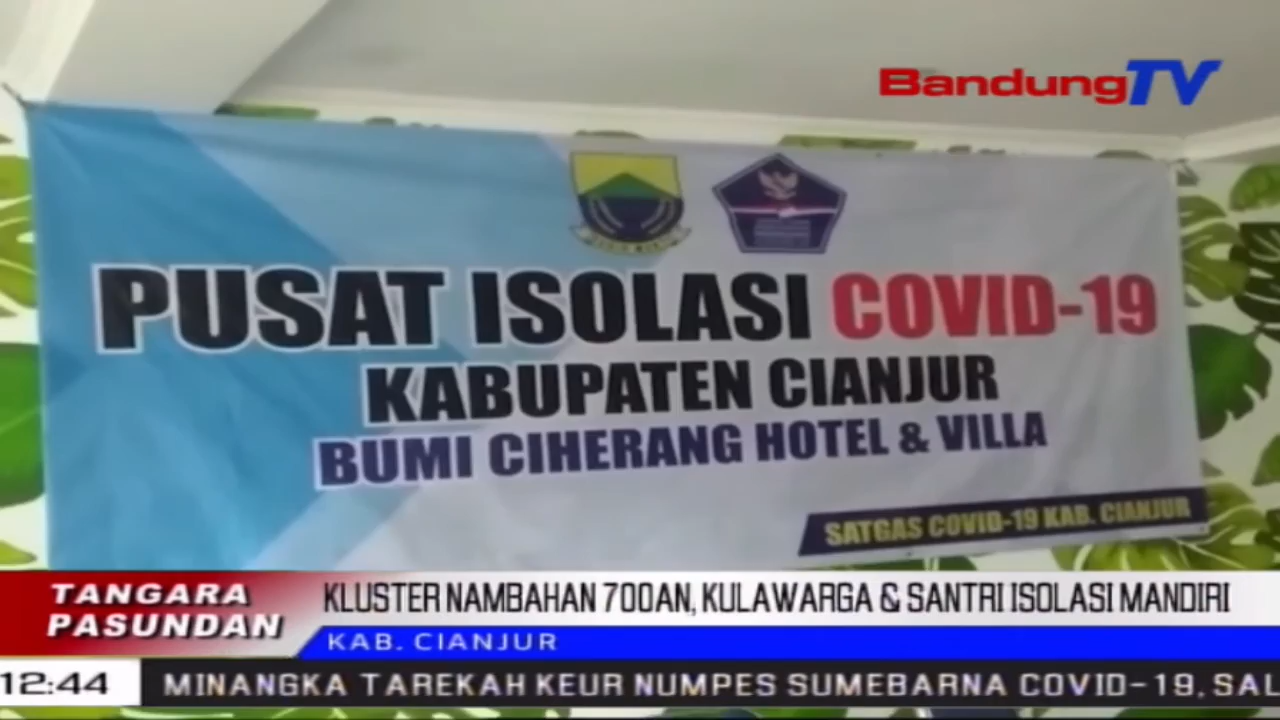 BandungTV
PUSAT ISOLASI COVID-19
KABUPATEN CIANJUR
BUMI CIHERANG HOTEL & VILLA
SATGAS COVID-19 KAB. CIANJUR
TANGARA
PASUNDAN
KLUSTER NAMBAHAN 700AN, KULAWARGA & SANTRI ISOLASI MANDIRI
KAB. CIANJUR
12:44
MINANGKA TAREKAH KEUR NUMPES SUMEBARNA COVID-19, SAL